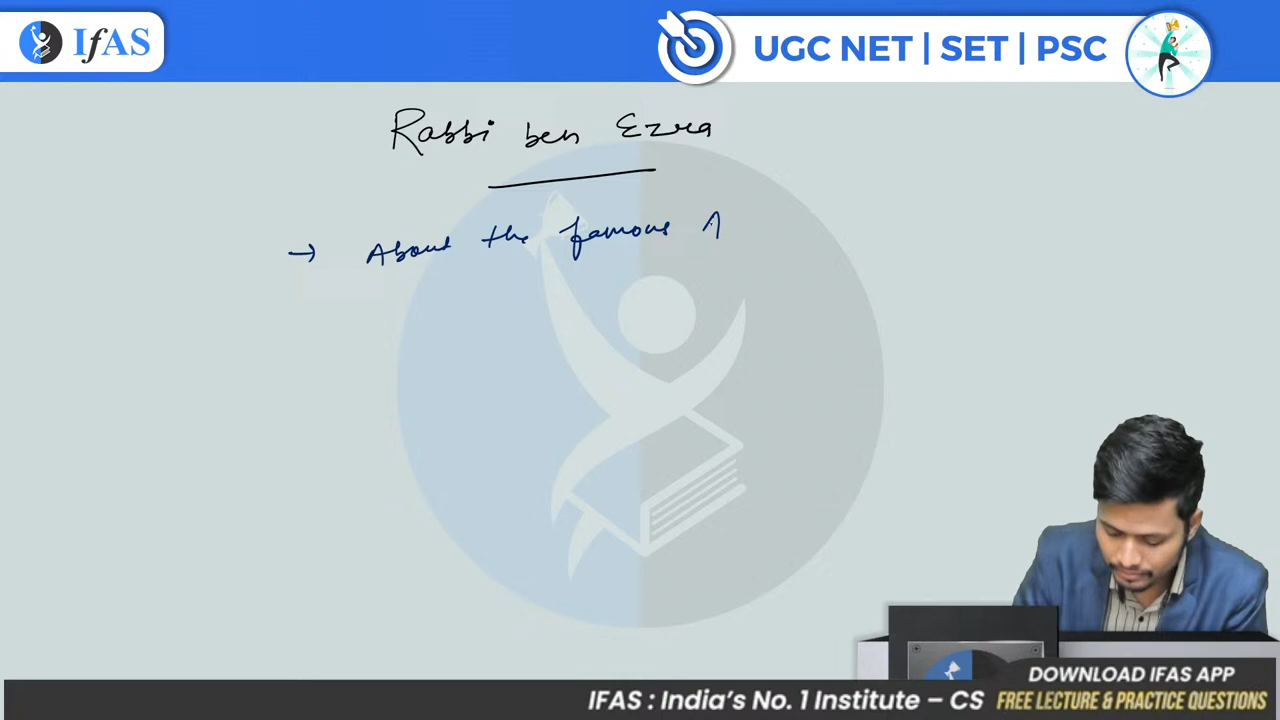 IfAS
UGC NET | SET | PSC
Rabbi ben Ezra
→ About the famous A
DOWNLOAD IFAS APP
IFAS : India's No. 1 Institute – CS FREE LECTURE & PRACTICE QUESTIONS